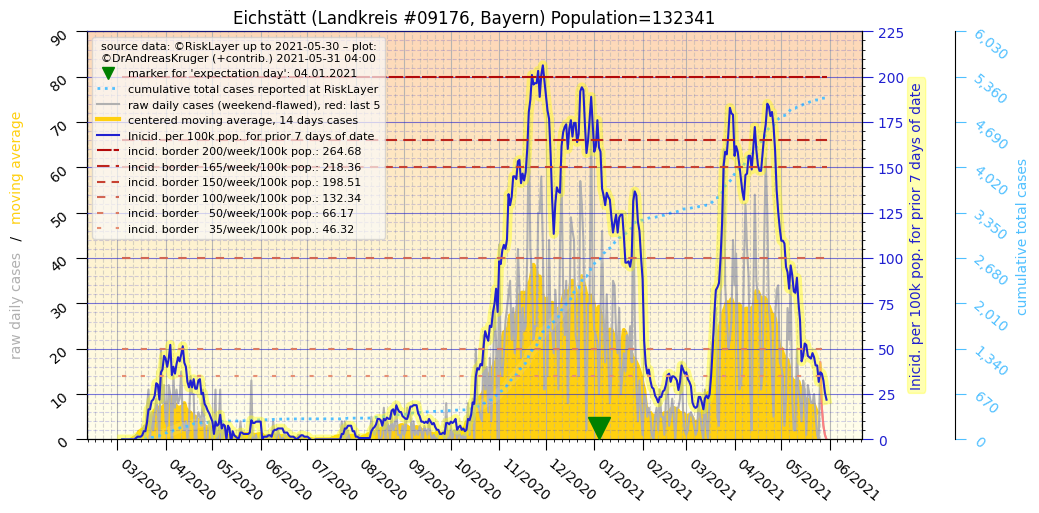 Eichstätt (Landkreis #09176, Bayern) Population=132341
source data: ©RiskLayer up to 2021-05-30 – plot:
©DrAndreasKruger (+contrib.) 2021-05-31 04:00
marker for 'expectation day': 04.01.2021
cumulative total cases reported at RiskLayer
raw daily cases (weekend-flawed), red: last 5
centered moving average, 14 days cases
Inicid. per 100k pop. for prior 7 days of date
incid. border 200/week/100k pop.: 264.68
incid. border 165/week/100k pop.: 218.36
incid. border 150/week/100k pop.: 198.51
incid. border 100/week/100k pop.: 132.34
incid. border 50/week/100k pop.: 66.17
incid. border 35/week/100k pop.: 46.32
raw daily cases / moving average
90
80
70
60
50
40
30
20
10
0
03/2020
04/2020
05/2020
06/2020
07/2020
08/2020
09/2020
10/2020
11/2020
12/2020
01/2021
02/2021
03/2021
04/2021
05/2021
06/2021
225
200
175
150
125
100
75
50
25
0
Inicid. per 100k pop. for prior 7 days of date
6,030
5,360
4,690
4,020
3,350
2,680
2,010
1,340
670
0
cumulative total cases